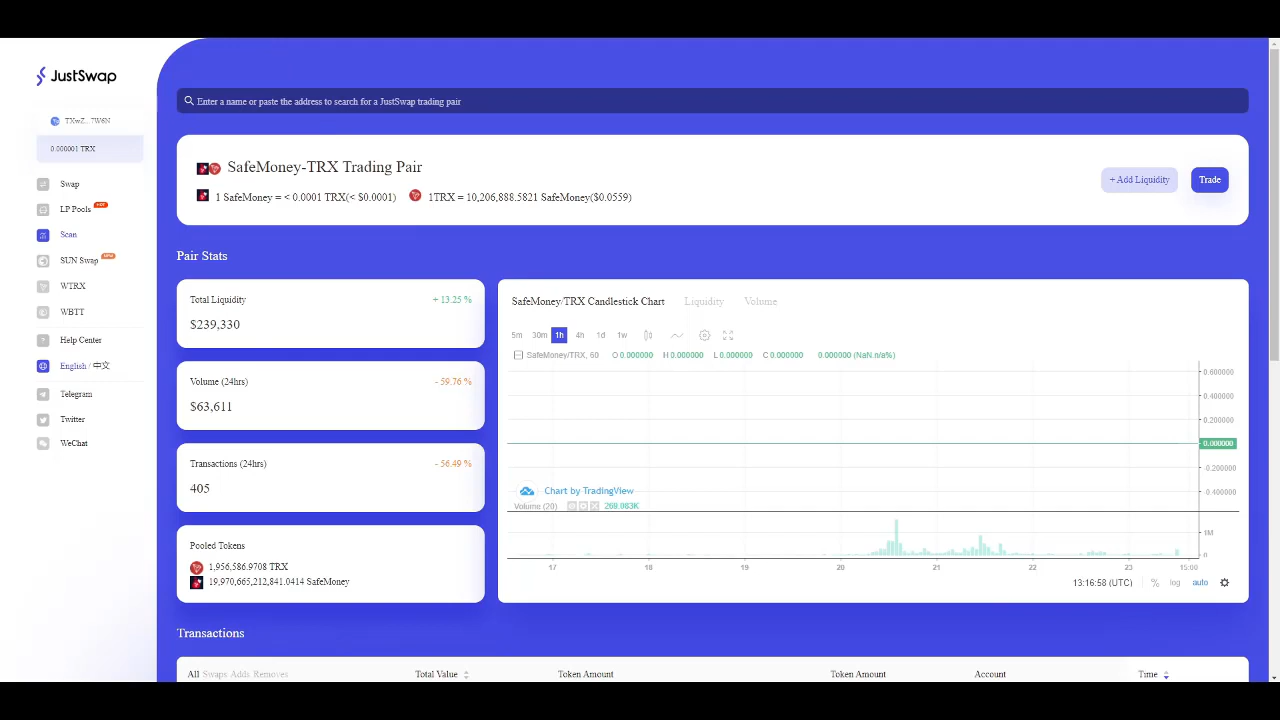 JustSwap
TXwZ...7W6N
0.000001 TRX
Swap
LP Pools HOT
Scan
SUN Swap NEW
WTRX
WBTT
Help Center
English / 中文
Telegram
Twitter
WeChat
Enter a name or paste the address to search for a JustSwap trading pair
SafeMoney-TRX Trading Pair
1 SafeMoney = < 0.0001 TRX(< $0.0001) 1TRX = 10,206,888.5821 SafeMoney($0.0559)
+ Add Liquidity
Trade
Pair Stats
Total Liquidity + 13.25 %
$239,330
Volume (24hrs) - 59.76 %
$63,611
Transactions (24hrs) - 56.49 %
405
Pooled Tokens
1,956,586.9708 TRX
19,970,665,212,841.0414 SafeMoney
SafeMoney/TRX Candlestick Chart Liquidity Volume
5m 30m 1h 4h 1d 1w
SafeMoney/TRX, 60 O 0.000000 H 0.000000 L 0.000000 C 0.000000 0.000000 (NaN.n/a%)
0.600000
0.400000
0.200000
0.000000
-0.200000
-0.400000
Chart by TradingView
Volume (20) 269.083K
1M
0
17 18 19 20 21 22 23 15:00
13:16:58 (UTC) % log auto
Transactions
All Swaps Adds Removes Total Value Token Amount Token Amount Account Time